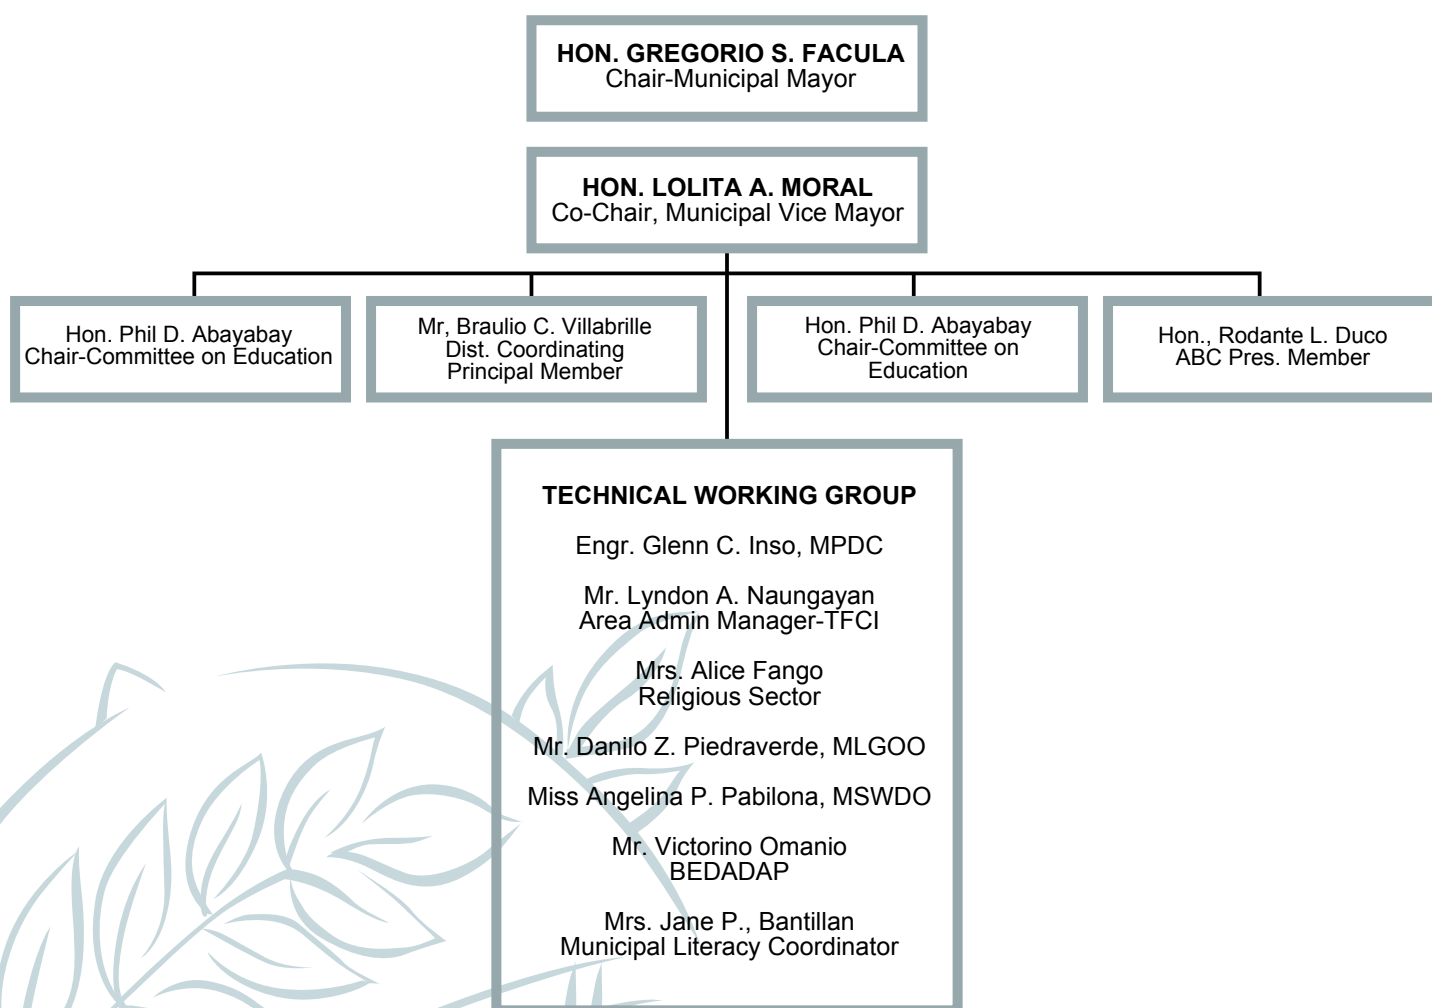 HON. GREGORIO S. FACULA
Chair-Municipal Mayor
HON. LOLITA A. MORAL
Co-Chair, Municipal Vice Mayor
Hon. Phil D. Abayabay
Chair-Committee on Education
Mr, Braulio C. Villabrille
Dist. Coordinating
Principal Member
Hon. Phil D. Abayabay
Chair-Committee on
Education
Hon., Rodante L. Duco
ABC Pres. Member
TECHNICAL WORKING GROUP
Engr. Glenn C. Inso, MPDC
Mr. Lyndon A. Naungayan
Area Admin Manager-TFCI
Mrs. Alice Fango
Religious Sector
Mr. Danilo Z. Piedraverde, MLGOO
Miss Angelina P. Pabilona, MSWDO
Mr. Victorino Omanio
BEDADAP
Mrs. Jane P., Bantillan
Municipal Literacy Coordinator